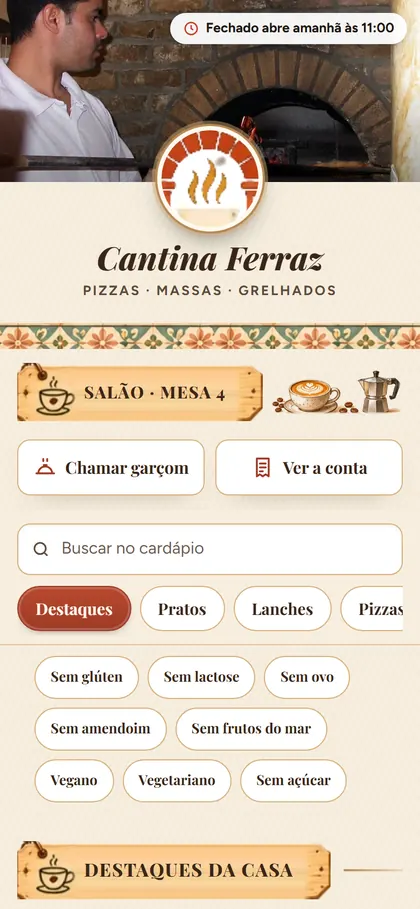 Fechado abre amanhã às 11:00
Cantina Ferraz
PIZZAS · MASSAS · GRELHADOS
SALÃO · MESA 4
Chamar garçom
Ver a conta
Buscar no cardápio
Destaques
Pratos
Lanches
Pizzas
Sem glúten
Sem lactose
Sem ovo
Sem amendoim
Sem frutos do mar
Vegano
Vegetariano
Sem açúcar
DESTAQUES DA CASA